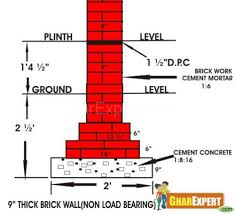 PLINTH
LEVEL
1 ½"D.P.C
1'4 ½"
BRICK WORK
CEMENT MORTAR
1:6
GROUND
LEVEL
9"
2 ½'
6"
CEMENT CONCRETE
1:8:16
9"
2'
9" THICK BRICK WALL(NON LOAD BEARING)
GHAREXPERT